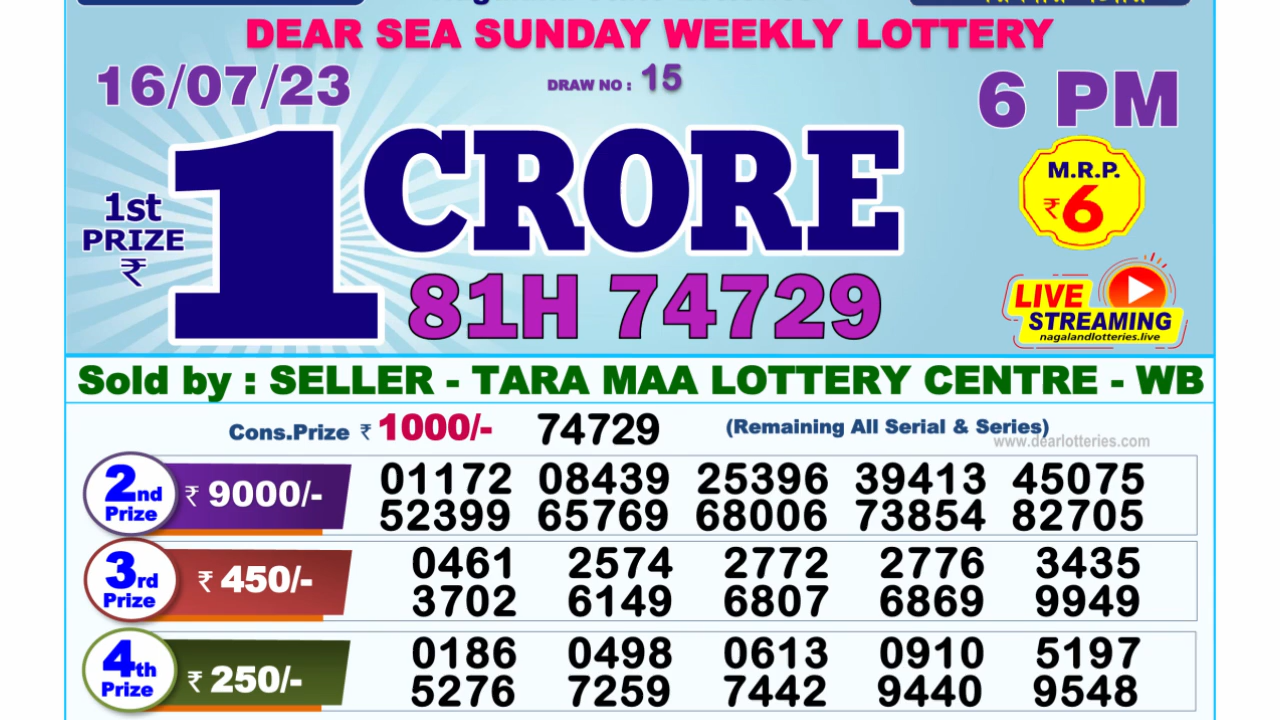 DEAR SEA SUNDAY WEEKLY LOTTERY
16/07/23
DRAW NO : 15
6 PM
1st PRIZE ₹ 1 CRORE
M.R.P.
₹6
81H 74729
LIVE
STREAMING
nagalandlotteries.live
Sold by : SELLER - TARA MAA LOTTERY CENTRE - WB
Cons.Prize ₹ 1000/- 74729 (Remaining All Serial & Series)
www.dearlotteries.com
2nd Prize ₹ 9000/-
01172 08439 25396 39413 45075
52399 65769 68006 73854 82705
3rd Prize ₹ 450/-
0461 2574 2772 2776 3435
3702 6149 6807 6869 9949
4th Prize ₹ 250/-
0186 0498 0613 0910 5197
5276 7259 7442 9440 9548